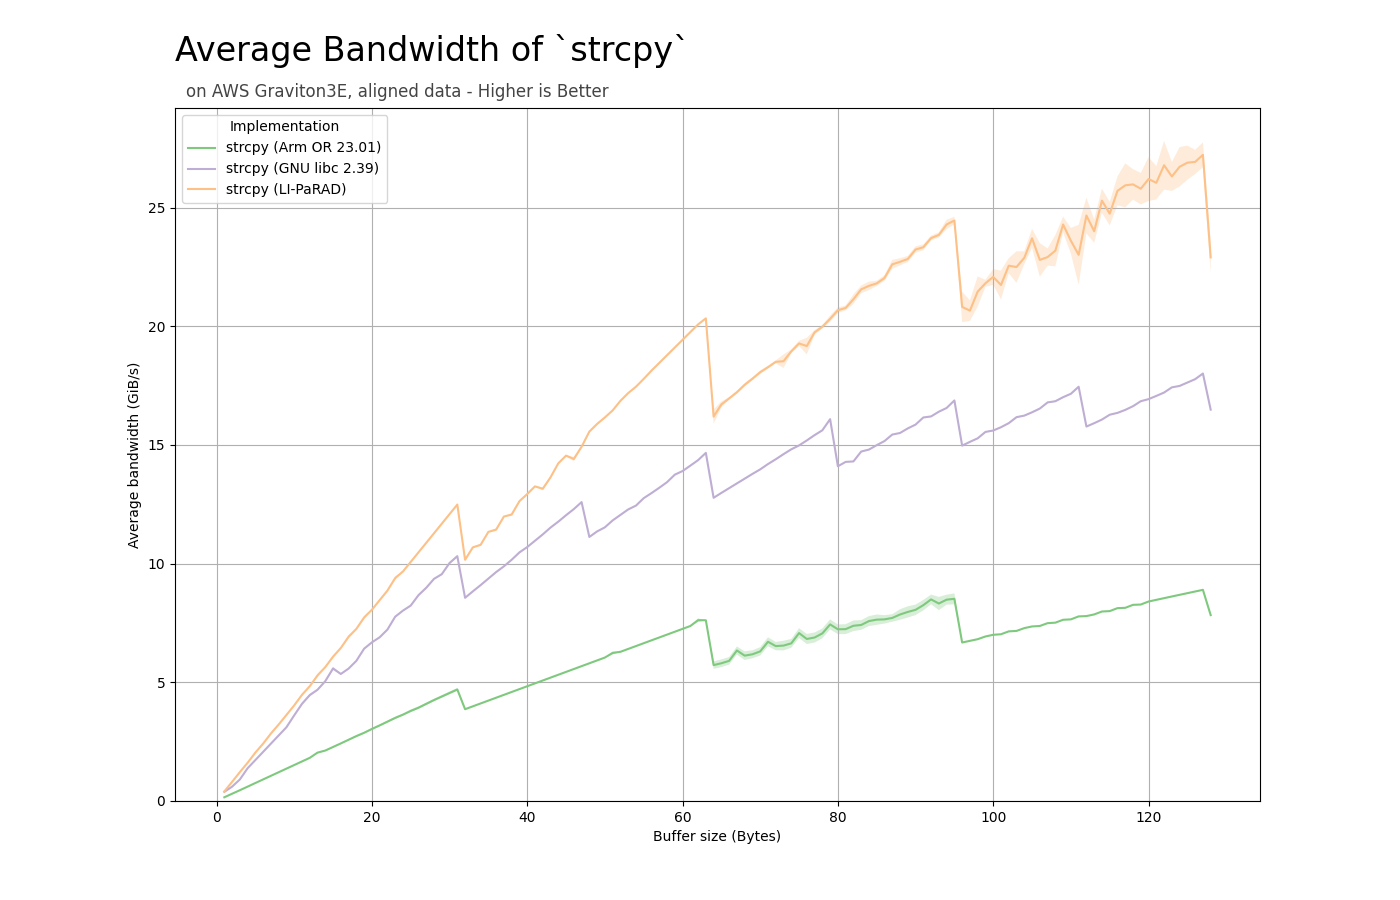 Average Bandwidth of `strcpy`
on AWS Graviton3E, aligned data - Higher is Better
Implementation
strcpy (Arm OR 23.01)
strcpy (GNU libc 2.39)
strcpy (LI-PaRAD)
Average bandwidth (GiB/s)
25
20
15
10
5
0
0 20 40 60 80 100 120
Buffer size (Bytes)